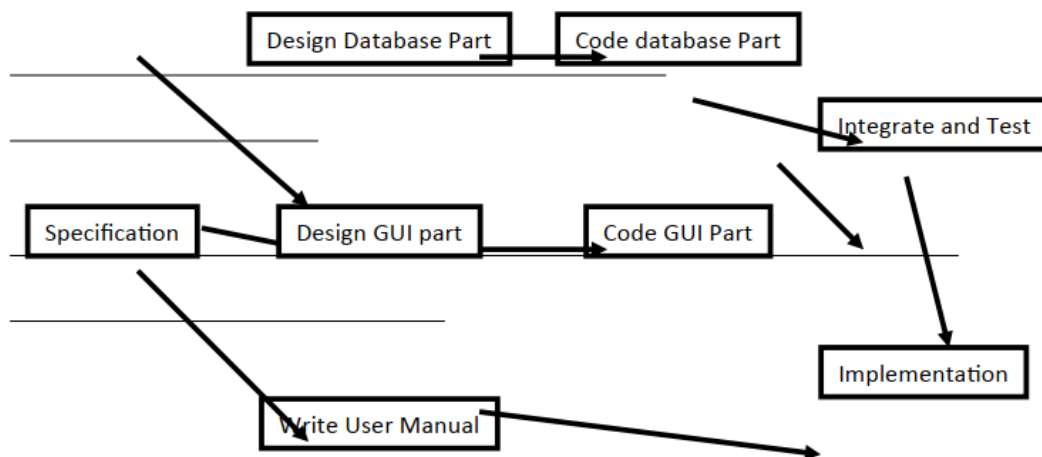 Design Database Part
Code database Part
Integrate and Test
Specification
Design GUI part
Code GUI Part
Implementation
Write User Manual